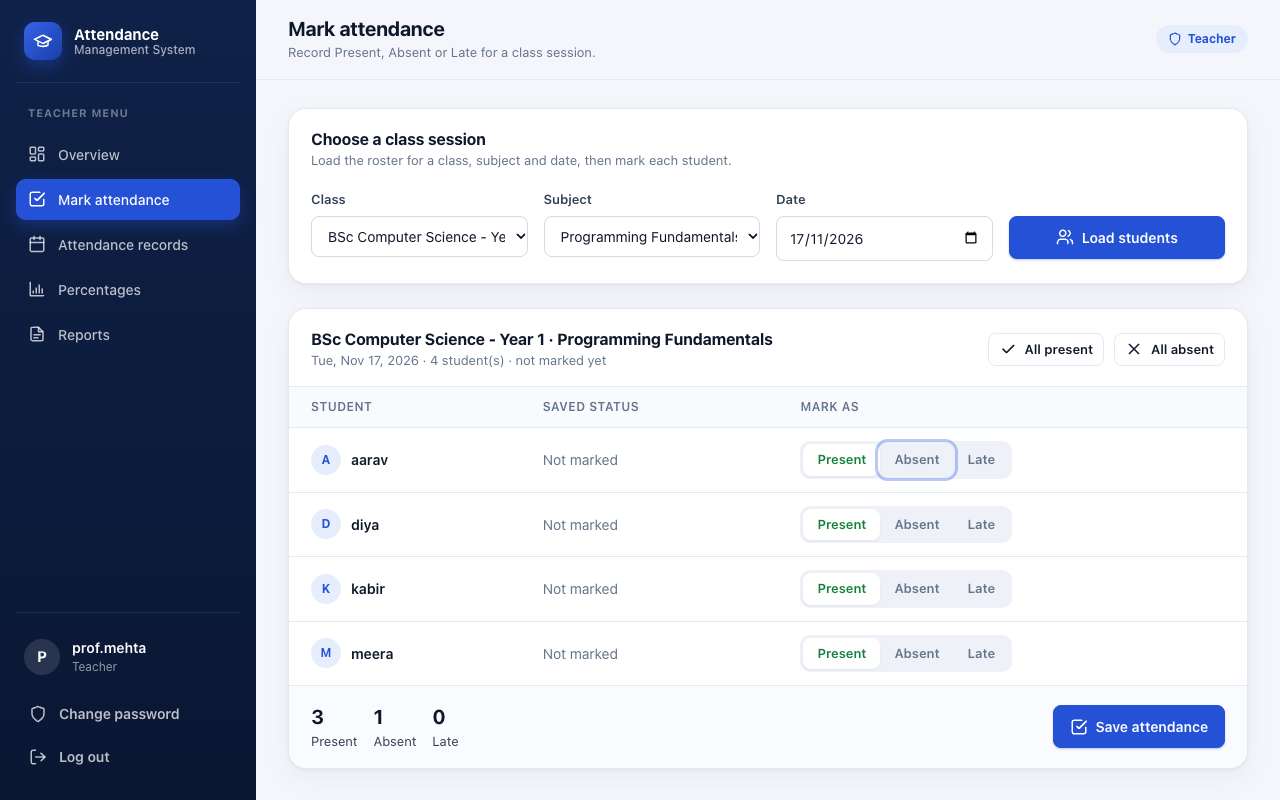 Attendance
Management System
TEACHER MENU
Overview
Mark attendance
Attendance records
Percentages
Reports
P
prof.mehta
Teacher
Change password
Log out
Mark attendance
Record Present, Absent or Late for a class session.
Teacher
Choose a class session
Load the roster for a class, subject and date, then mark each student.
Class
Subject
Date
BSc Computer Science - Ye
Programming Fundamentals
17/11/2026
Load students
BSc Computer Science - Year 1 · Programming Fundamentals
Tue, Nov 17, 2026 · 4 student(s) · not marked yet
All present
All absent
STUDENT SAVED STATUS MARK AS
A aarav Not marked Present Absent Late
D diya Not marked Present Absent Late
K kabir Not marked Present Absent Late
M meera Not marked Present Absent Late
3 1 0
Present Absent Late
Save attendance